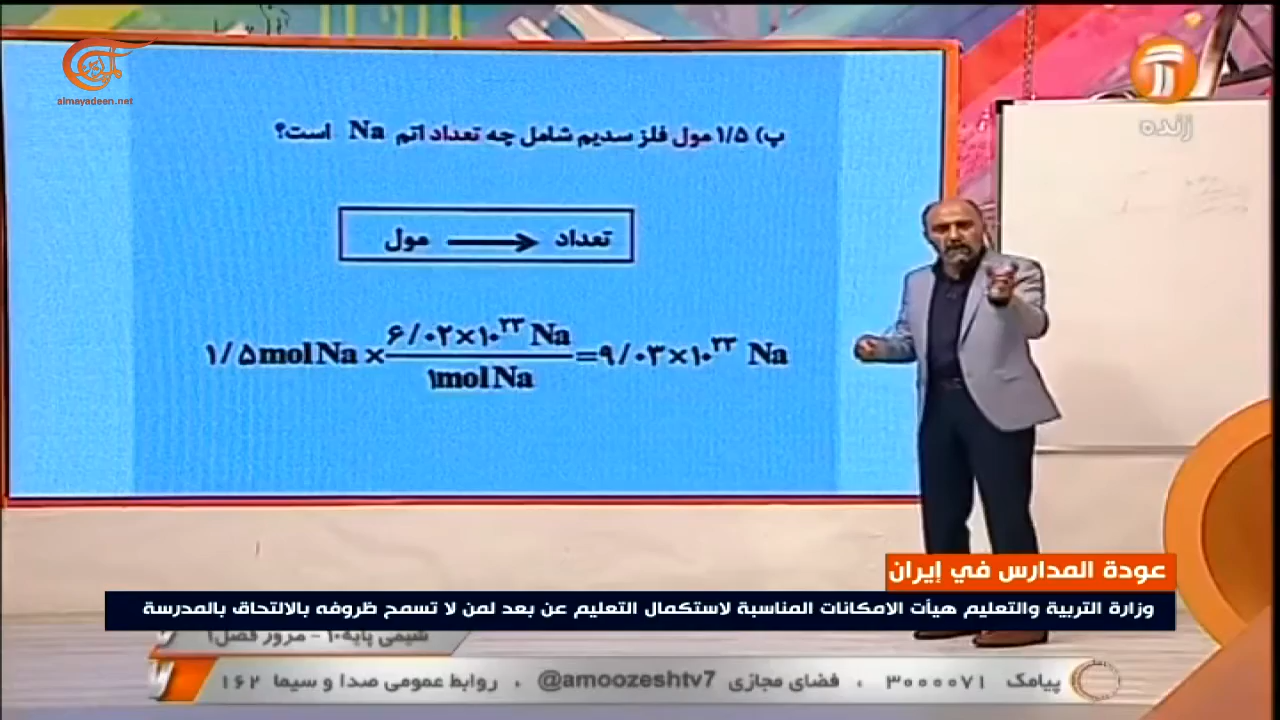 almayadeen.net
زنده
پ) ۱/۵ مول فلز سدیم شامل چه تعداد اتم Na است؟
مول → تعداد
۱/۵ mol Na × ۶/۰۲×۱۰^۲۳ Na / ۱mol Na = ۹/۰۳×۱۰^۲۳ Na
عودة المدارس في إيران
وزارة التربية والتعليم هيأت الامكانات المناسبة لاستكمال التعليم عن بعد لمن لا تسمح ظروفه بالالتحاق بالمدرسة
شیمی پایه ۱۰ - مرور فصل ۱
پیامک ۳۰۰۰۰۷۱ ، فضای مجازی @amoozeshtv7 ، روابط عمومی صدا و سیما ۱۶۲